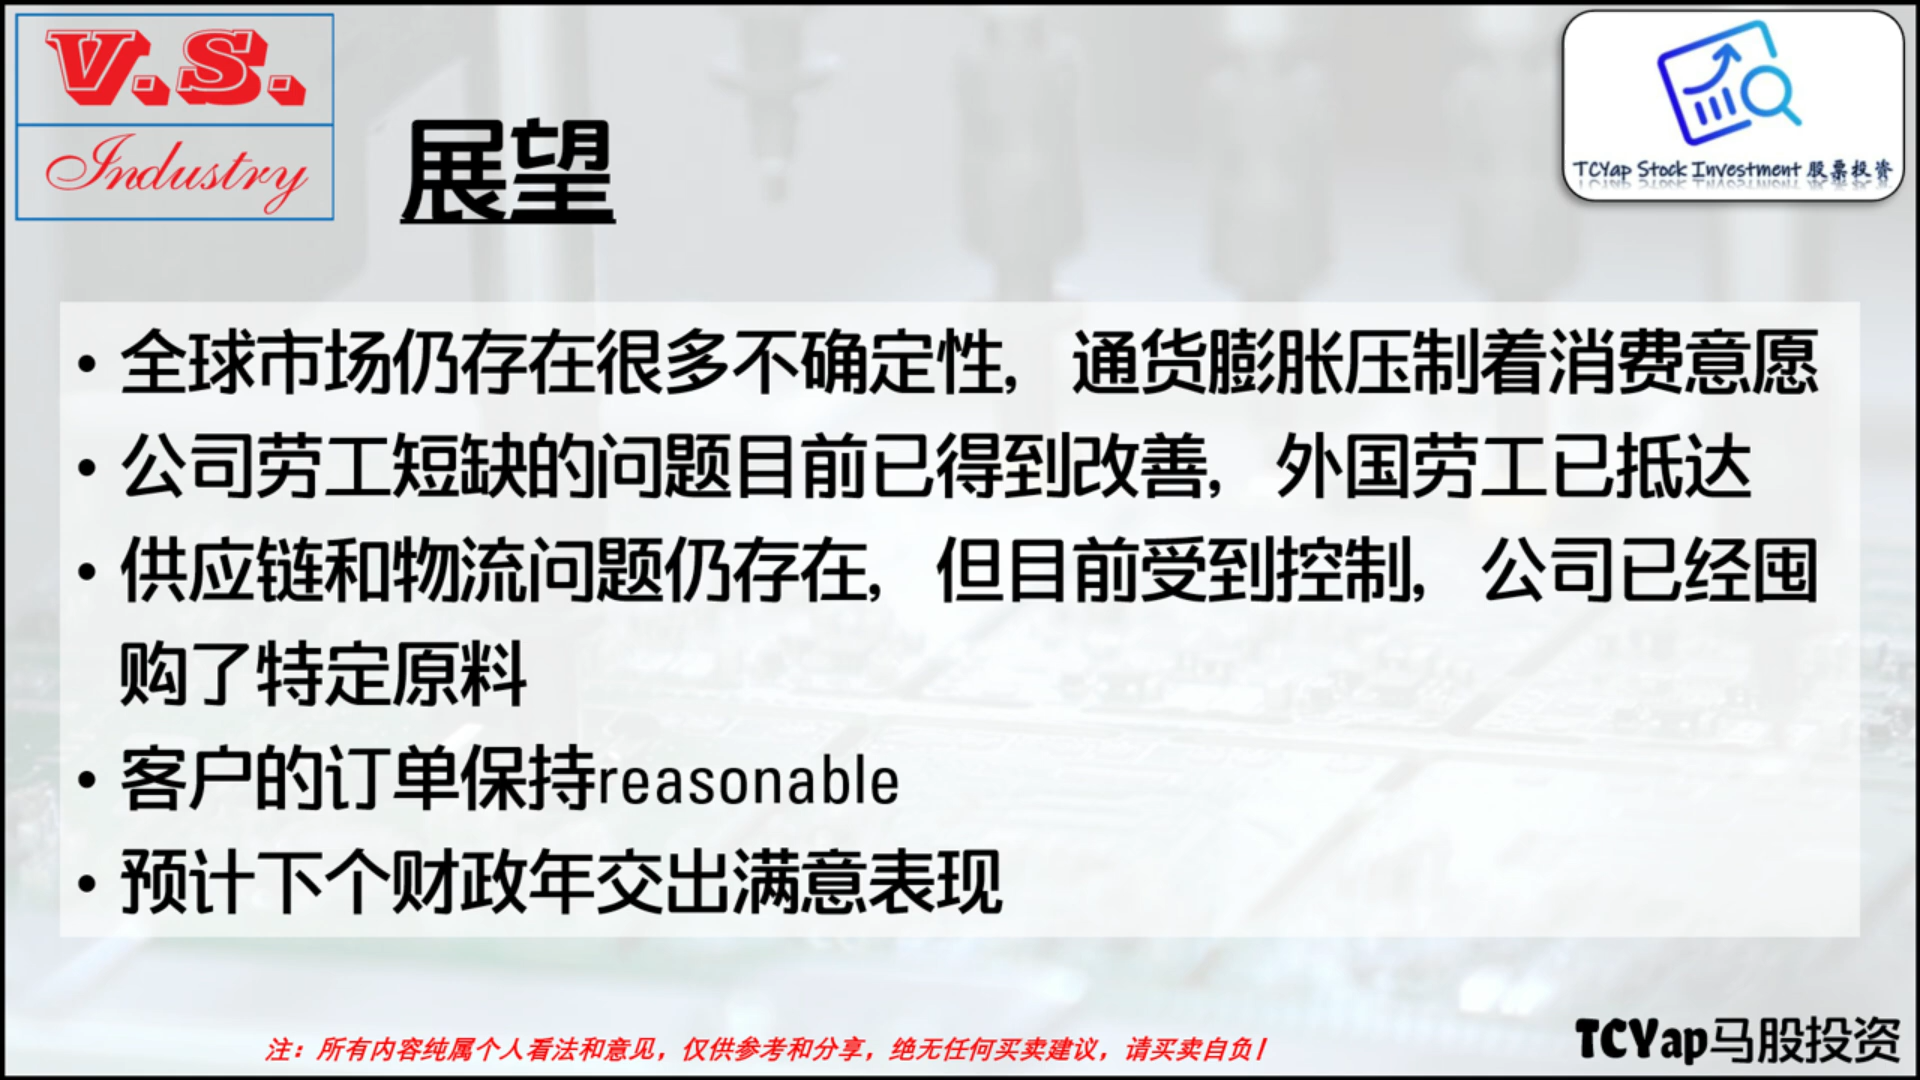 V.S.
Industry
展望
TCYap Stock Investment 股票投资
• 全球市场仍存在很多不确定性，通货膨胀压制着消费意愿
• 公司劳工短缺的问题目前已得到改善，外国劳工已抵达
• 供应链和物流问题仍存在，但目前受到控制，公司已经囤
购了特定原料
• 客户的订单保持reasonable
• 预计下个财政年交出满意表现
注：所有内容纯属个人看法和意见，仅供参考和分享，绝无任何买卖建议，请买卖自负！
TCYap马股投资